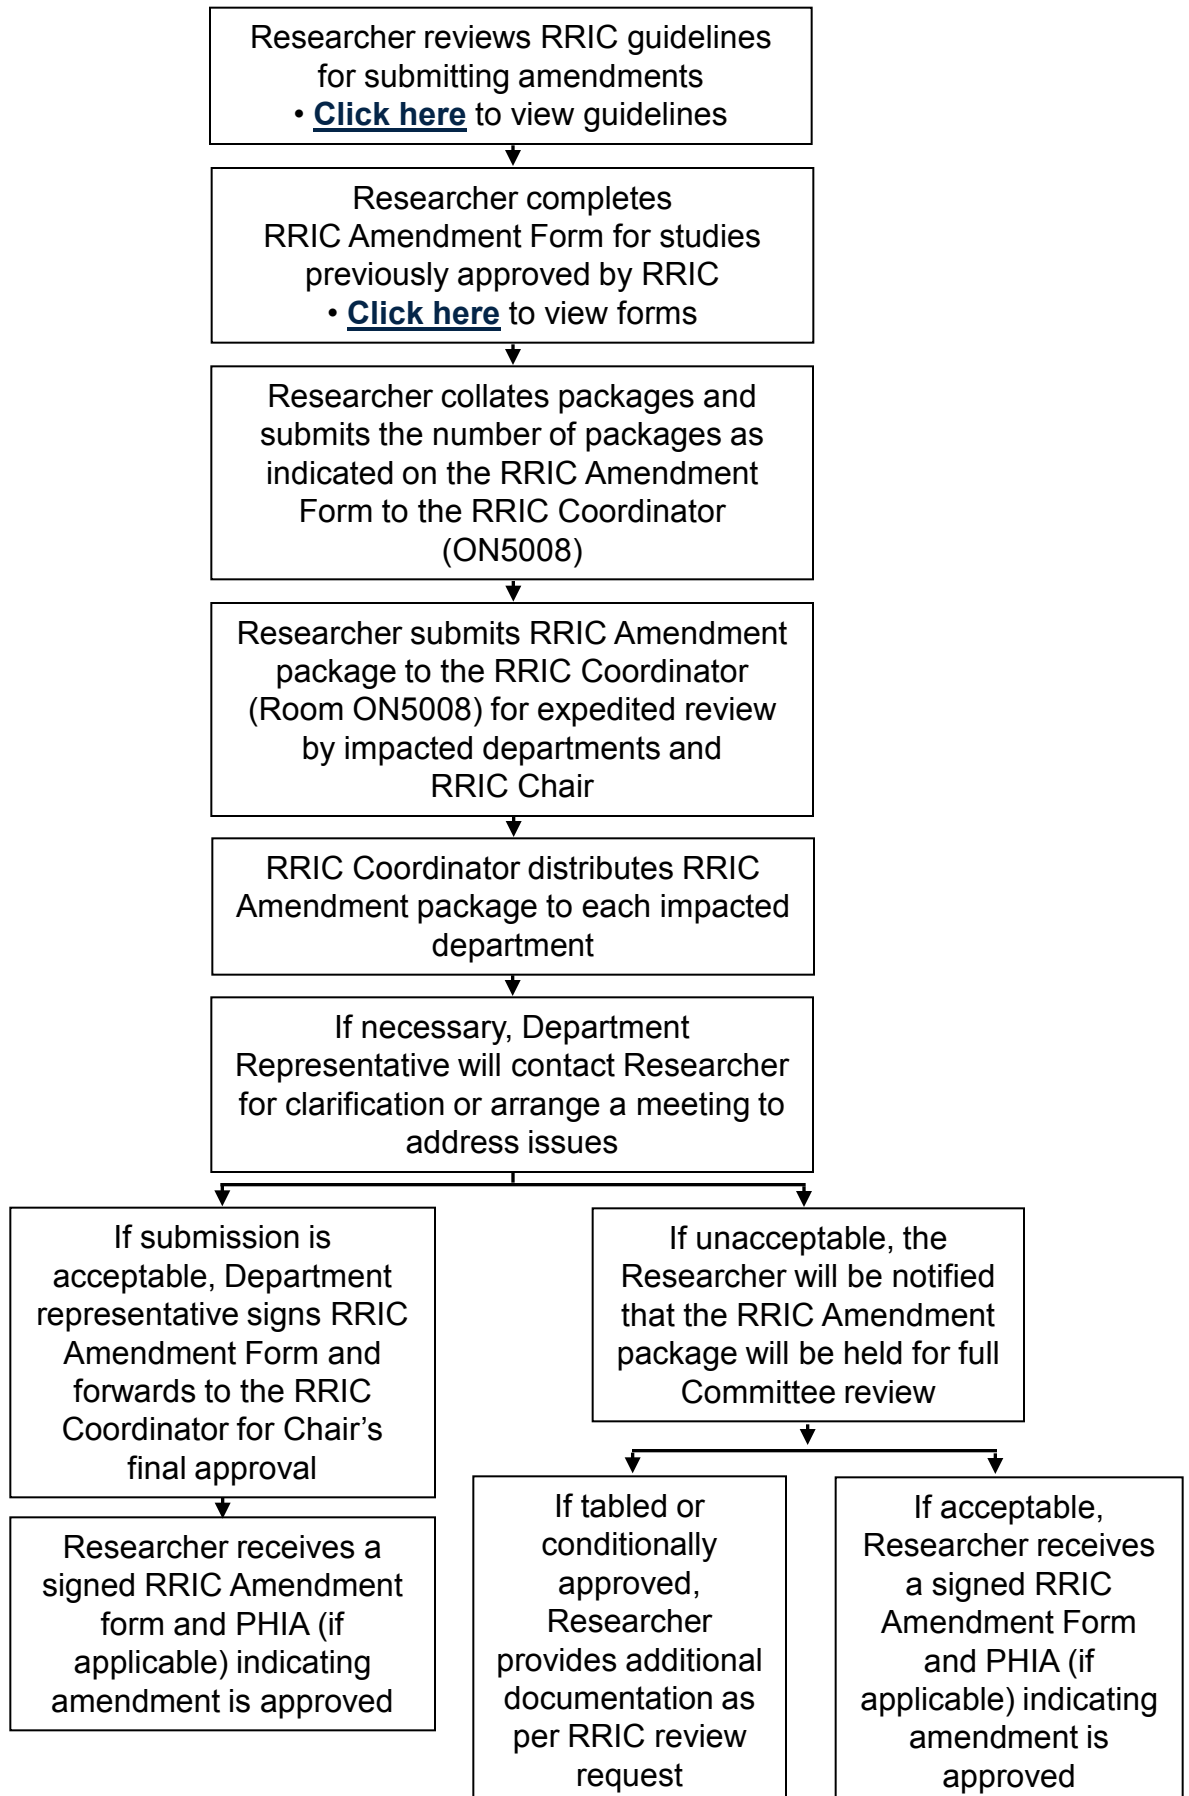 Researcher reviews RRIC guidelines
for submitting amendments
• Click here to view guidelines
Researcher completes
RRIC Amendment Form for studies
previously approved by RRIC
• Click here to view forms
Researcher collates packages and
submits the number of packages as
indicated on the RRIC Amendment
Form to the RRIC Coordinator
(ON5008)
Researcher submits RRIC Amendment
package to the RRIC Coordinator
(Room ON5008) for expedited review
by impacted departments and
RRIC Chair
RRIC Coordinator distributes RRIC
Amendment package to each impacted
department
If necessary, Department
Representative will contact Researcher
for clarification or arrange a meeting to
address issues
If submission is
acceptable, Department
representative signs RRIC
Amendment Form and
forwards to the RRIC
Coordinator for Chair’s
final approval
If unacceptable, the
Researcher will be notified
that the RRIC Amendment
package will be held for full
Committee review
Researcher receives a
signed RRIC Amendment
form and PHIA (if
applicable) indicating
amendment is approved
If tabled or
conditionally
approved,
Researcher
provides additional
documentation as
per RRIC review
request
If acceptable,
Researcher receives
a signed RRIC
Amendment Form
and PHIA (if
applicable) indicating
amendment is
approved